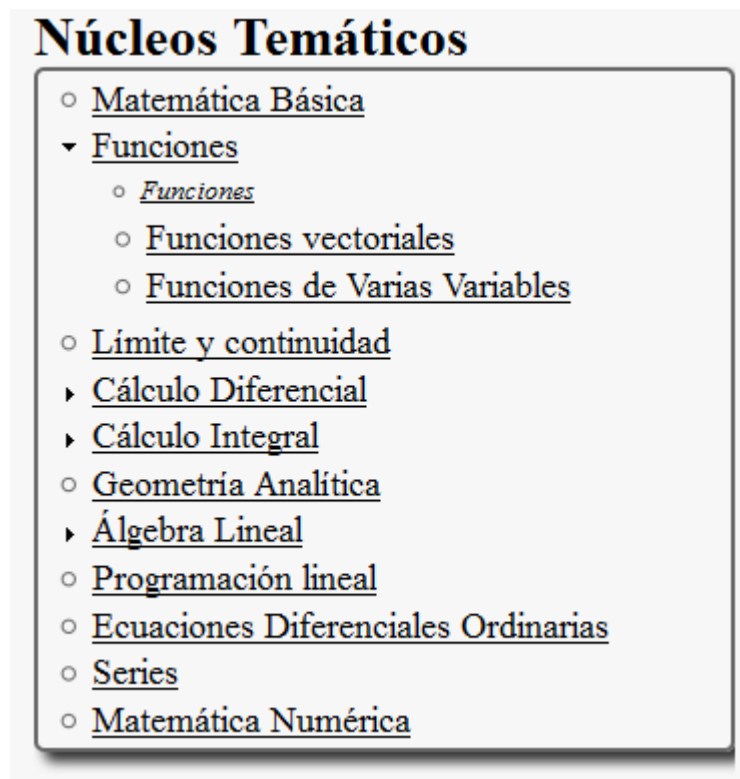 Núcleos Temáticos
Matemática Básica
Funciones
Funciones
Funciones vectoriales
Funciones de Varias Variables
Límite y continuidad
Cálculo Diferencial
Cálculo Integral
Geometría Analítica
Álgebra Lineal
Programación lineal
Ecuaciones Diferenciales Ordinarias
Series
Matemática Numérica